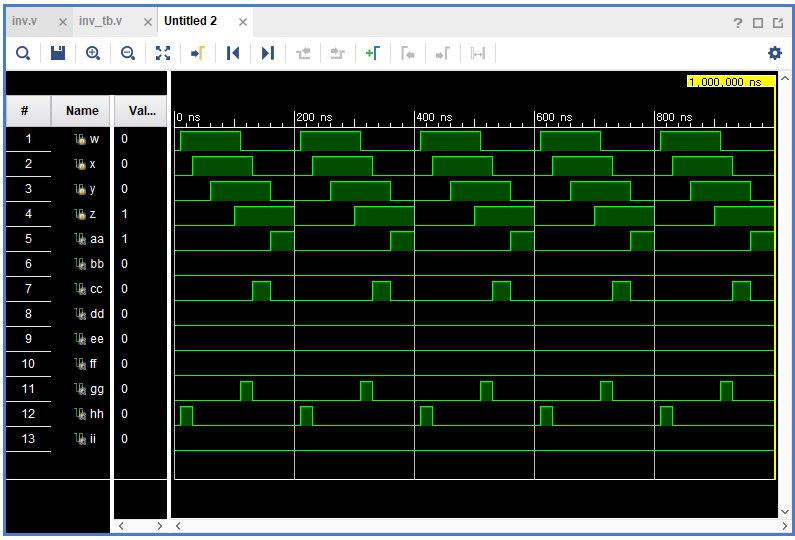 inv.v × inv_tb.v × Untitled 2 ×
?
1,000,000 ns
# Name Val...
0 ns 200 ns 400 ns 600 ns 800 ns
1 w 0
2 x 0
3 y 0
4 z 1
5 aa 1
6 bb 0
7 cc 0
8 dd 0
9 ee 0
10 ff 0
11 gg 0
12 hh 0
13 ii 0